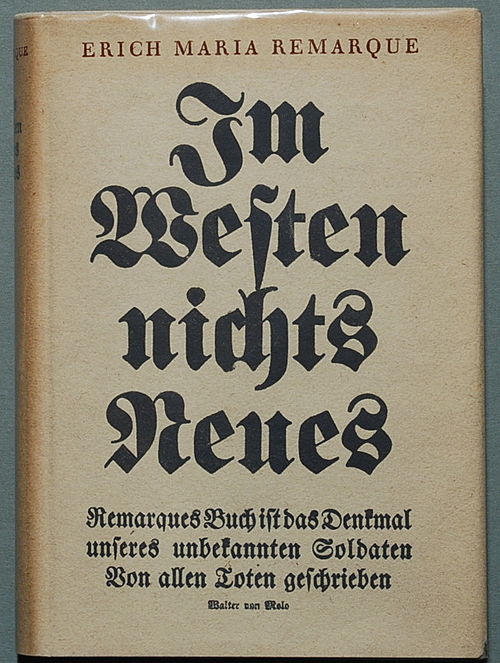 ERICH MARIA REMARQUE
Im
Westen
nichts
Neues
Remarques Buch ist das Denkmal
unseres unbekannten Soldaten
Von allen Toten geschrieben
Walter von Molo